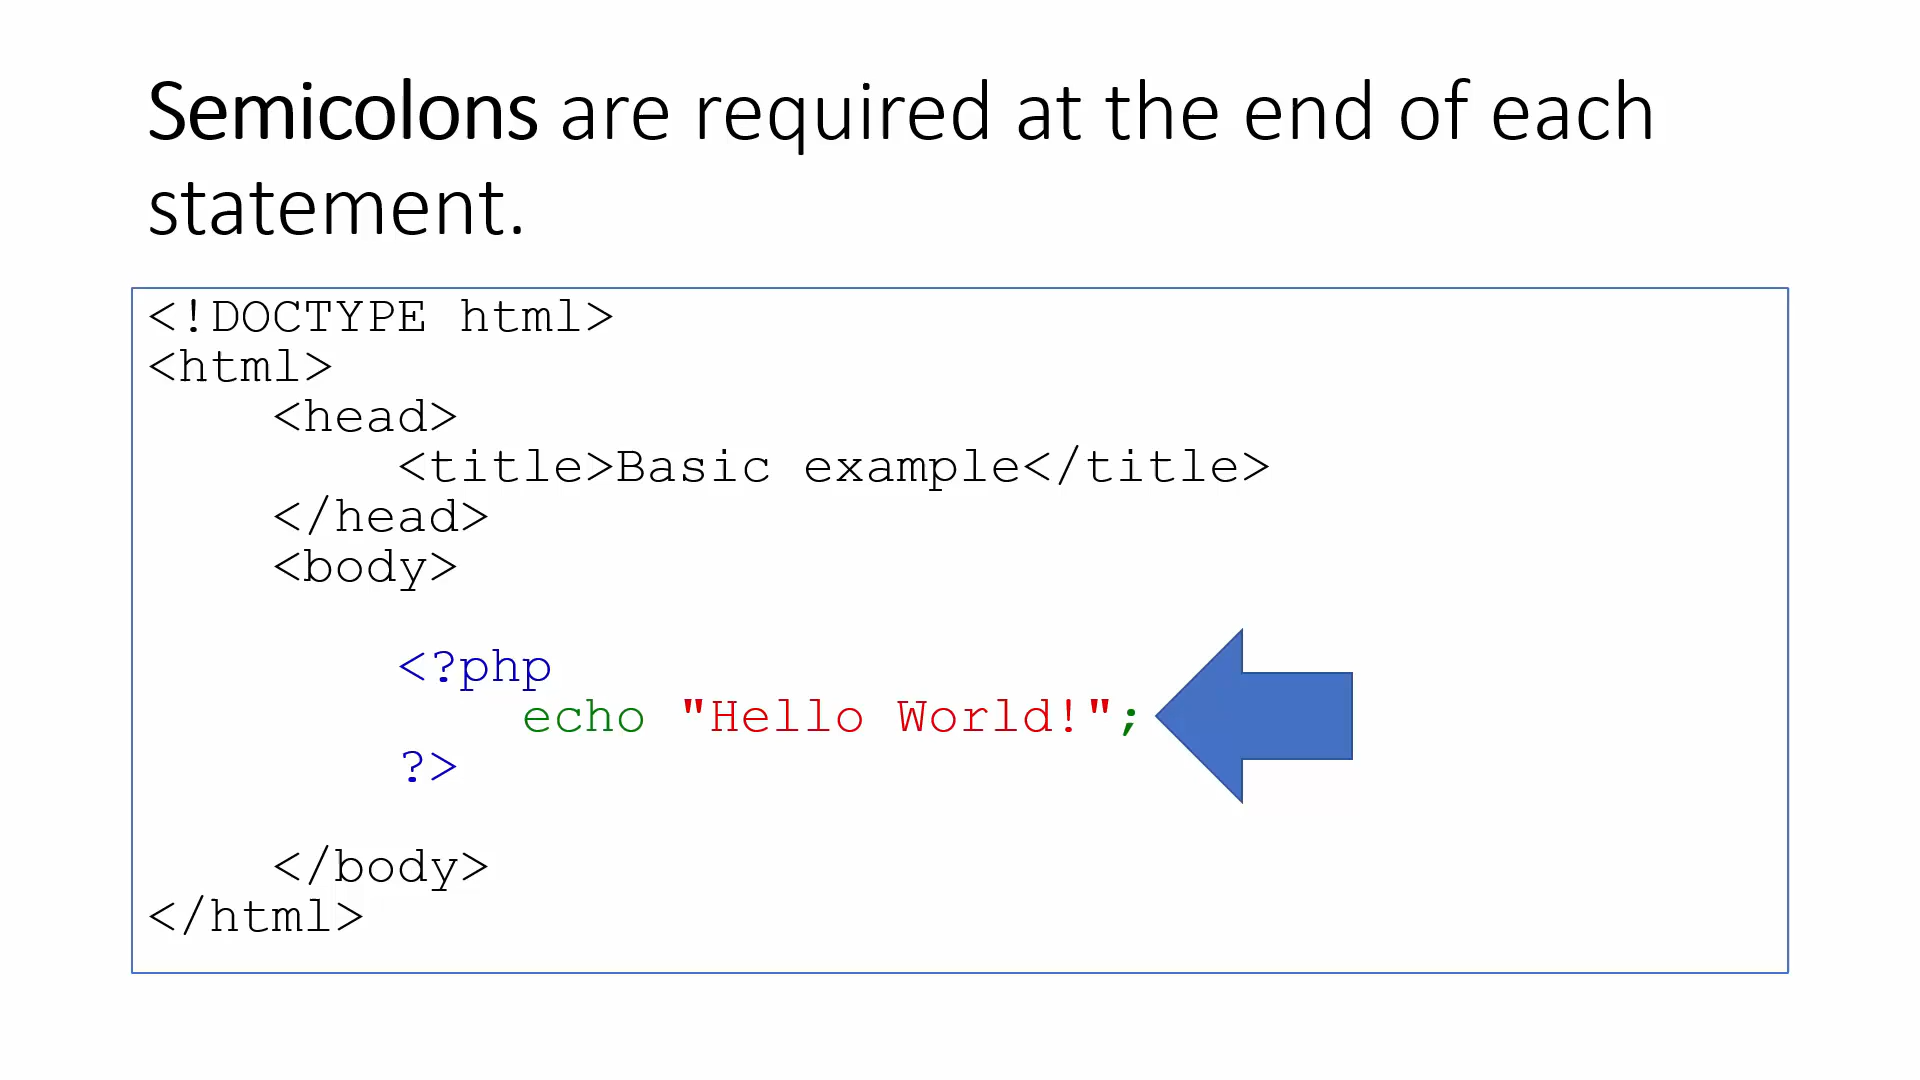 Semicolons are required at the end of each
statement.
<!DOCTYPE html>
<html>
    <head>
        <title>Basic example</title>
    </head>
    <body>
        <?php
            echo "Hello World!";
        ?>
    </body>
</html>